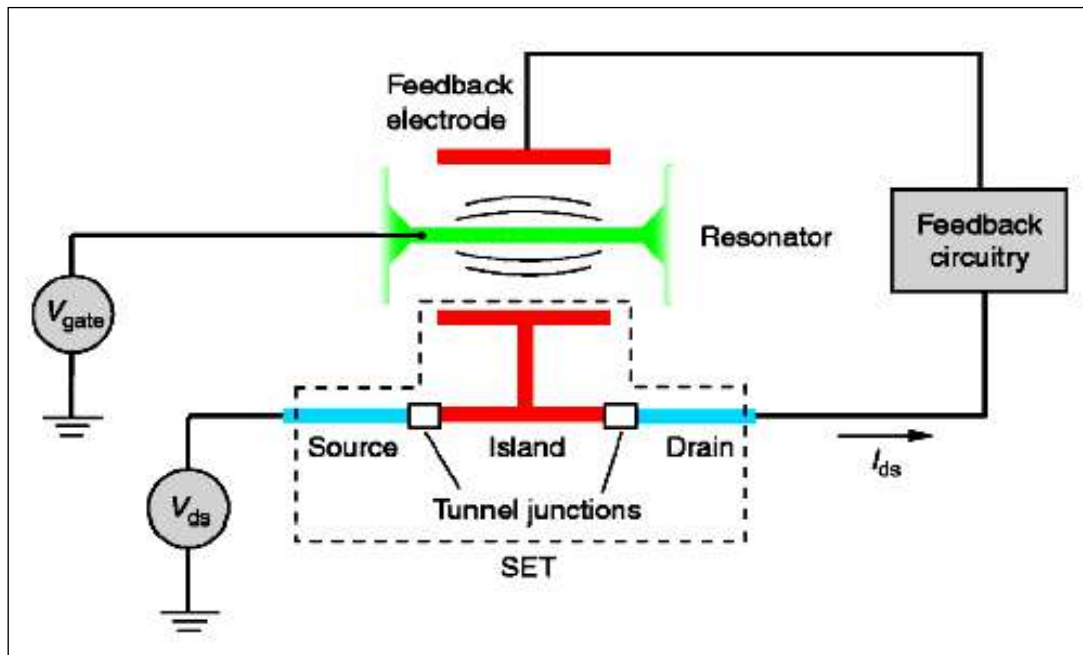 Feedback
electrode
Resonator
Feedback
circuitry
Vgate
Source
Island
Drain
Ids
Vds
Tunnel junctions
SET